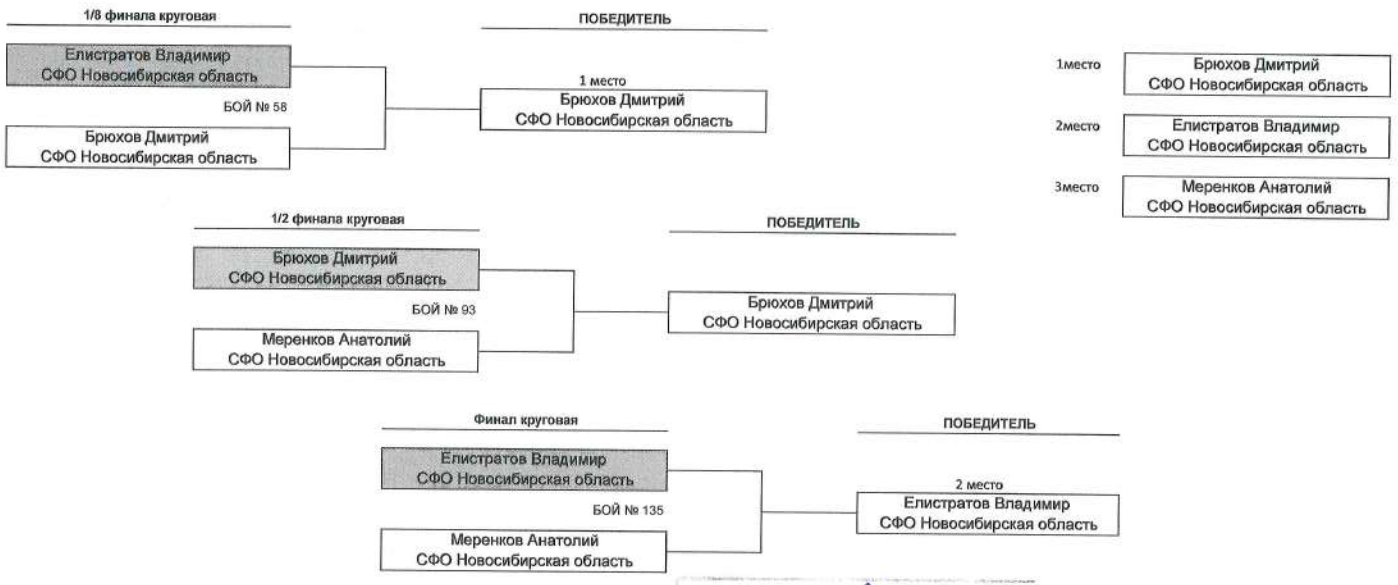 1/8 финала круговая
ПОБЕДИТЕЛЬ
Елистратов Владимир
СФО Новосибирская область
БОЙ № 58
Брюхов Дмитрий
СФО Новосибирская область
1 место
Брюхов Дмитрий
СФО Новосибирская область
1место
Брюхов Дмитрий
СФО Новосибирская область
2место
Елистратов Владимир
СФО Новосибирская область
3место
Меренков Анатолий
СФО Новосибирская область
1/2 финала круговая
ПОБЕДИТЕЛЬ
Брюхов Дмитрий
СФО Новосибирская область
БОЙ № 93
Меренков Анатолий
СФО Новосибирская область
Брюхов Дмитрий
СФО Новосибирская область
Финал круговая
ПОБЕДИТЕЛЬ
Елистратов Владимир
СФО Новосибирская область
БОЙ № 135
Меренков Анатолий
СФО Новосибирская область
2 место
Елистратов Владимир
СФО Новосибирская область